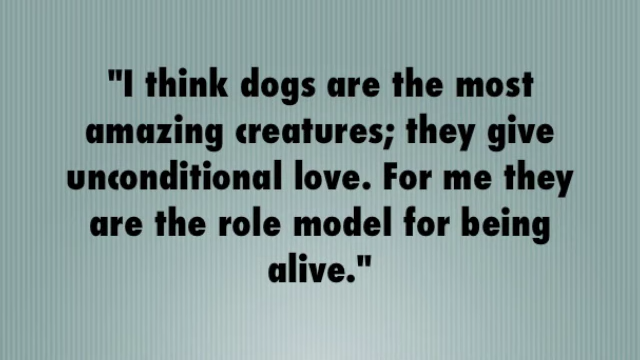 "I think dogs are the most
amazing creatures; they give
unconditional love. For me they
are the role model for being
alive."